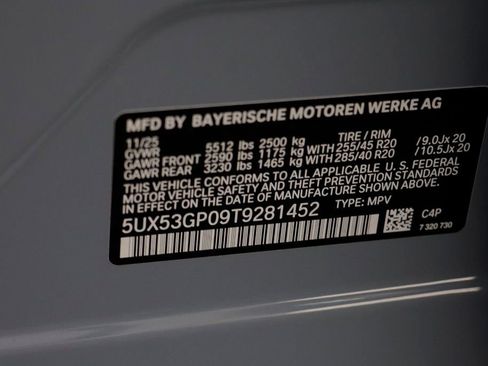 MFD BY BAYERISCHE MOTOREN WERKE AG
11/25 TIRE / RIM
GVWR 5512 lbs 2500 kg
GAWR FRONT 2590 lbs 1175 kg 255/45 R20 /9.0Jx 20
GAWR REAR 3230 lbs 1465 kg 285/40 R20 /10.5Jx 20
THIS VEHICLE CONFORMS TO ALL APPLICABLE U.S. FEDERAL
MOTOR VEHICLE SAFETY AND THEFT PREVENTION STANDARDS
IN EFFECT ON THE DATE OF MANUFACTURE SHOWN ABOVE.
5UX53GP09T9281452 TYPE: MPV
C4P
7 320 730